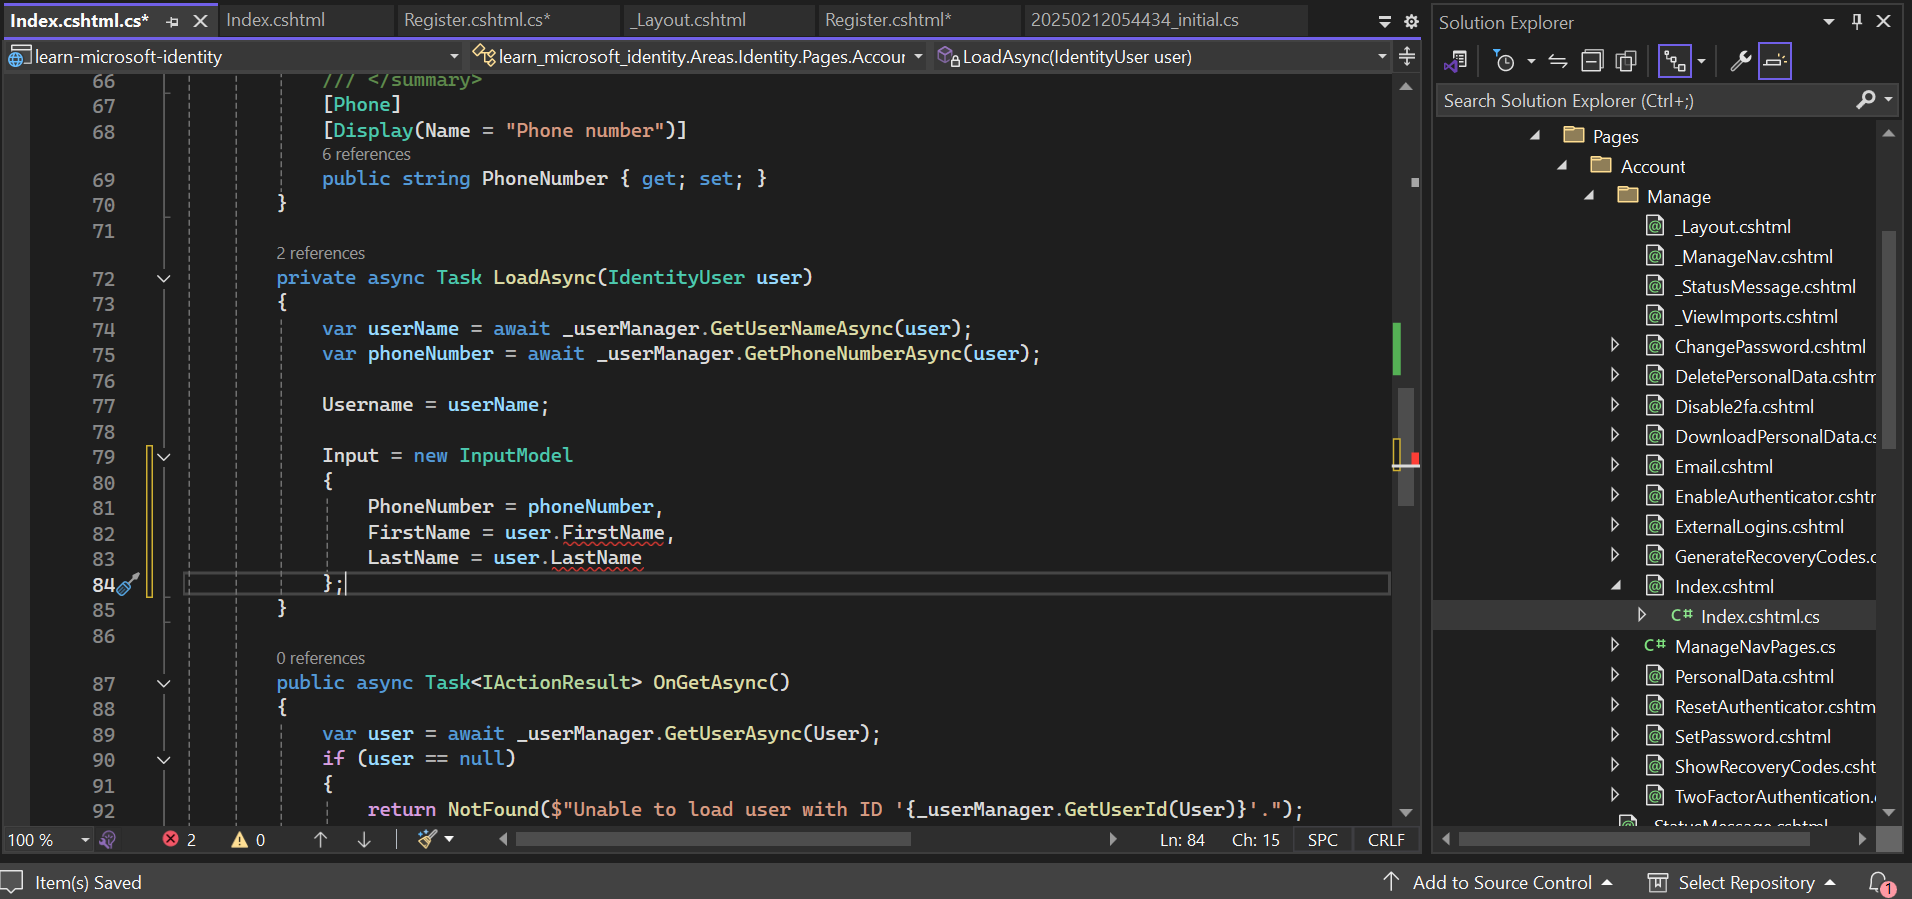 Index.cshtml.cs*
Index.cshtml
Register.cshtml.cs*
_Layout.cshtml
Register.cshtml*
20250212054434_initial.cs
learn-microsoft-identity
learn_microsoft_identity.Areas.Identity.Pages.Accour
LoadAsync(IdentityUser user)
66 /// </summary>
67 [Phone]
68 [Display(Name = "Phone number")]
6 references
69 public string PhoneNumber { get; set; }
70 }
71
2 references
72 private async Task LoadAsync(IdentityUser user)
73 {
74 var userName = await _userManager.GetUserNameAsync(user);
75 var phoneNumber = await _userManager.GetPhoneNumberAsync(user);
76
77 Username = userName;
78
79 Input = new InputModel
80 {
81 PhoneNumber = phoneNumber,
82 FirstName = user.FirstName,
83 LastName = user.LastName
84 };
85 }
86
0 references
87 public async Task<IActionResult> OnGetAsync()
88 {
89 var user = await _userManager.GetUserAsync(User);
90 if (user == null)
91 {
92 return NotFound($"Unable to load user with ID '{_userManager.GetUserId(User)}'.");
100 %
2
0
Ln: 84
Ch: 15
SPC
CRLF
Solution Explorer
Search Solution Explorer (Ctrl+;)
Pages
Account
Manage
_Layout.cshtml
_ManageNav.cshtml
_StatusMessage.cshtml
_ViewImports.cshtml
ChangePassword.cshtml
DeletePersonalData.cshtm
Disable2fa.cshtml
DownloadPersonalData.cs
Email.cshtml
EnableAuthenticator.cshtr
ExternalLogins.cshtml
GenerateRecoveryCodes.c
Index.cshtml
C# Index.cshtml.cs
C# ManageNavPages.cs
PersonalData.cshtml
ResetAuthenticator.cshtm
SetPassword.cshtml
ShowRecoveryCodes.csht
TwoFactorAuthentication.
_StatusMessage.cshtml
Item(s) Saved
Add to Source Control
Select Repository
1